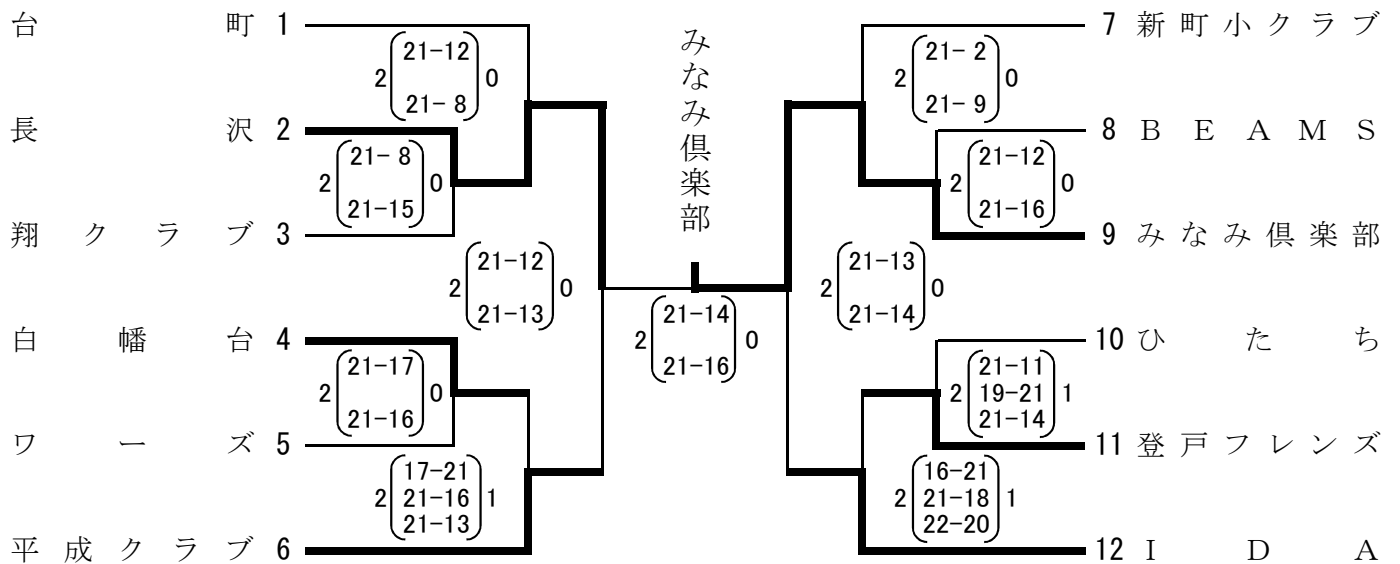 台町 1
2 21-12 0
21- 8
長沢 2
2 21- 8 0
21-15
翔クラブ 3
2 21-12 0
21-13
白幡台 4
2 21-17 0
21-16
ワーズ 5
2 17-21 1
21-16
21-13
平成クラブ 6
みなみ倶楽部
2 21-14 0
21-16
7 新町小クラブ
2 21- 2 0
21- 9
8 BEAMS
2 21-12 0
21-16
9 みなみ倶楽部
2 21-13 0
21-14
10 ひたち
2 21-11 1
19-21
21-14
11 登戸フレンズ
2 16-21 1
21-18
22-20
12 IDA